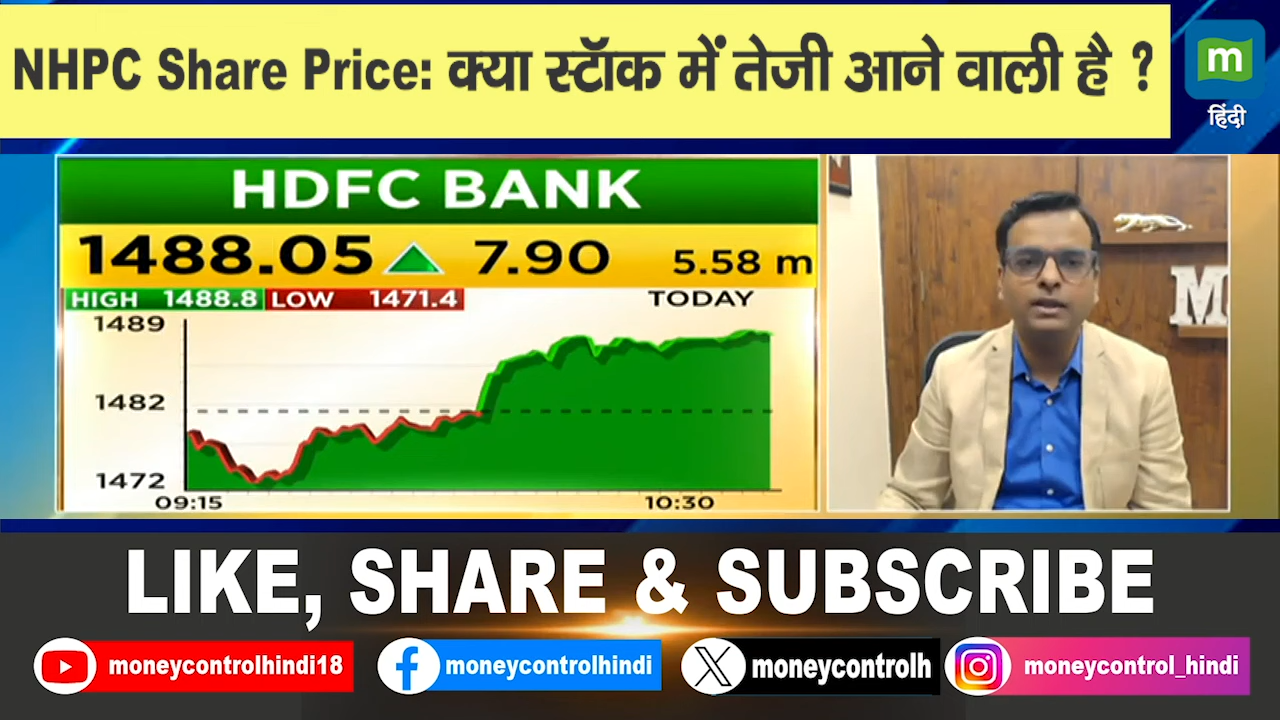 NHPC Share Price: क्या स्टॉक में तेजी आने वाली है ?
m
हिंदी
HDFC BANK
1488.05 7.90 5.58 m
HIGH 1488.8 LOW 1471.4 TODAY
1489
1482
1472
09:15 10:30
M
LIKE, SHARE & SUBSCRIBE
moneycontrolhindi18 moneycontrolhindi moneycontrolh moneycontrol_hindi